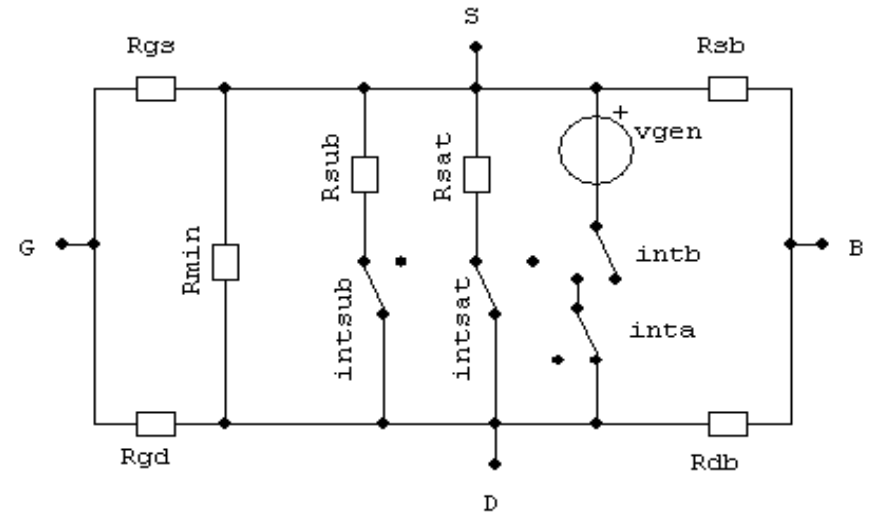 S
Rgs
Rsb
+
vgen
Rsub
Rsat
G
Rmin
intb
B
intsub
intsat
inta
Rgd
Rdb
D